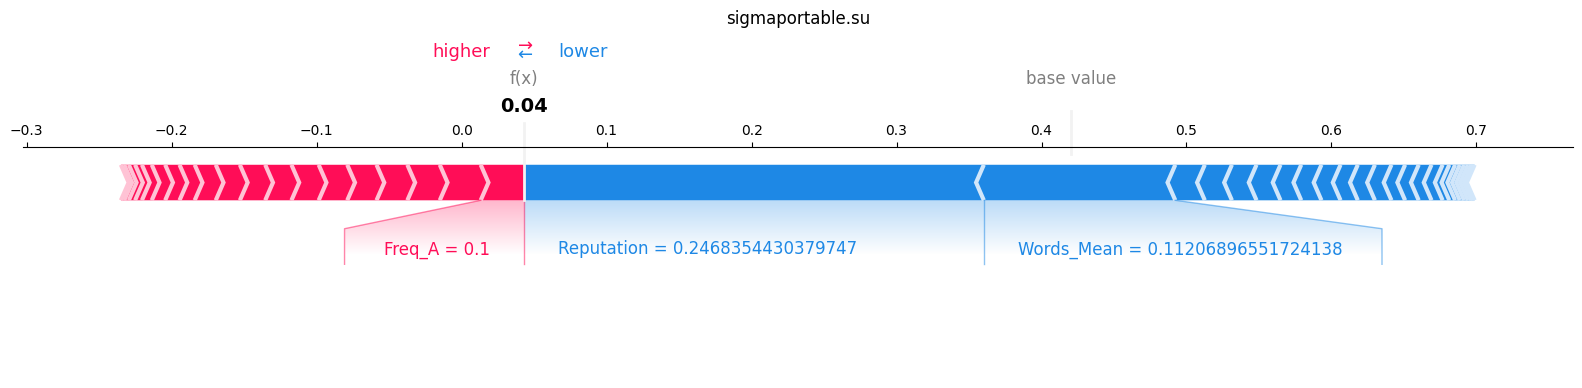 sigmaportable.su
higher ⇄ lower
f(x) base value
0.04
−0.3 −0.2 −0.1 0.0 0.1 0.2 0.3 0.4 0.5 0.6 0.7
Freq_A = 0.1 Reputation = 0.2468354430379747 Words_Mean = 0.11206896551724138